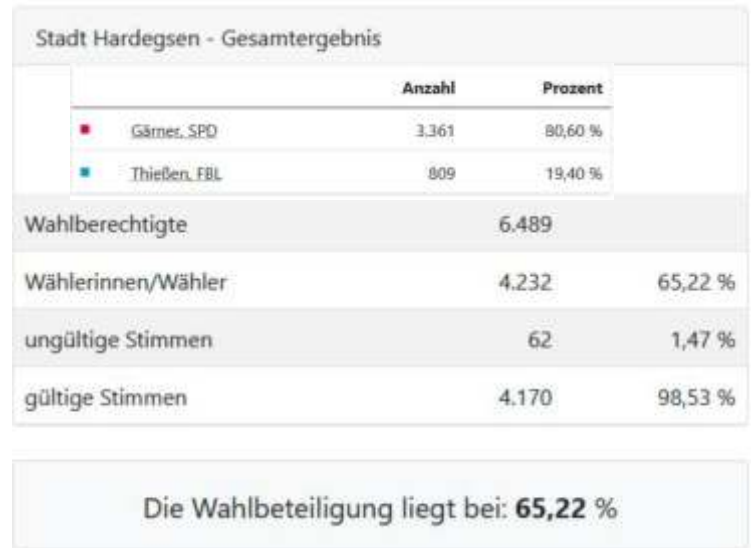 Stadt Hardegsen - Gesamtergebnis
Anzahl Prozent
Gärner, SPD 3.361 80,60 %
Thießen, FBL 809 19,40 %
Wahlberechtigte 6.489
Wählerinnen/Wähler 4.232 65,22 %
ungültige Stimmen 62 1,47 %
gültige Stimmen 4.170 98,53 %
Die Wahlbeteiligung liegt bei: 65,22 %